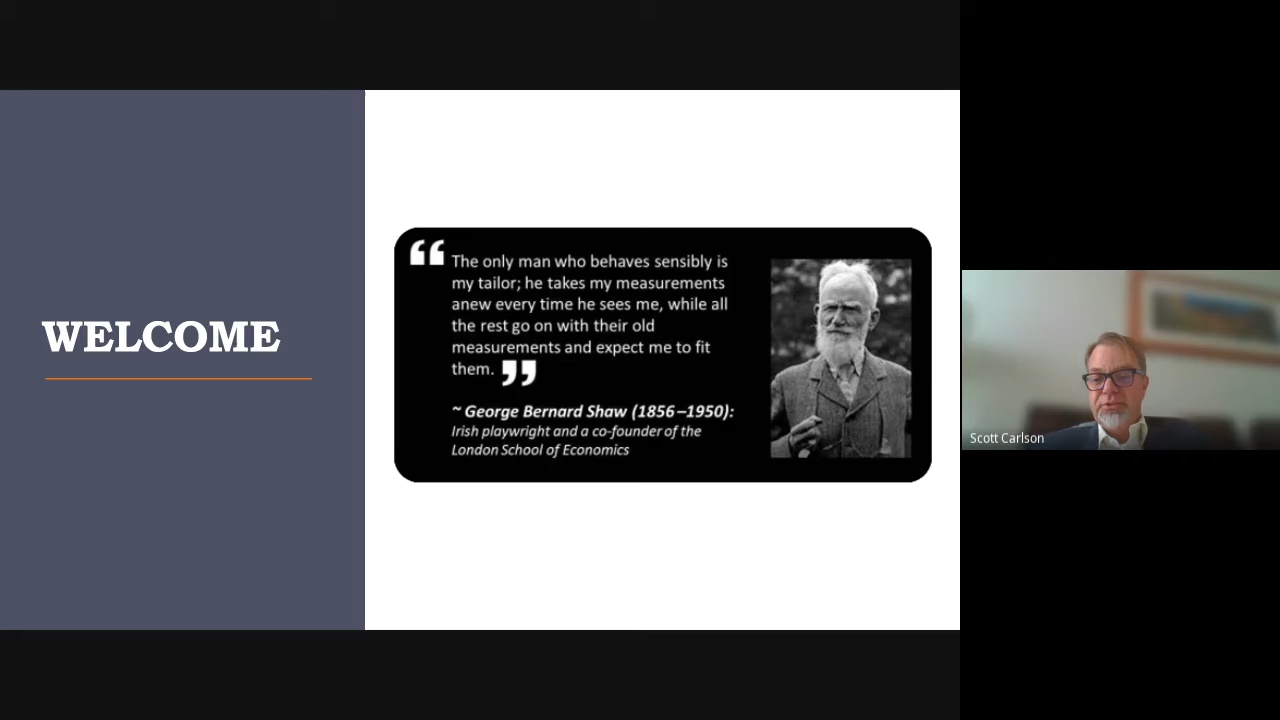 WELCOME
“ The only man who behaves sensibly is
my tailor; he takes my measurements
anew every time he sees me, while all
the rest go on with their old
measurements and expect me to fit
them. ”
~ George Bernard Shaw (1856–1950):
Irish playwright and a co-founder of the
London School of Economics
Scott Carlson